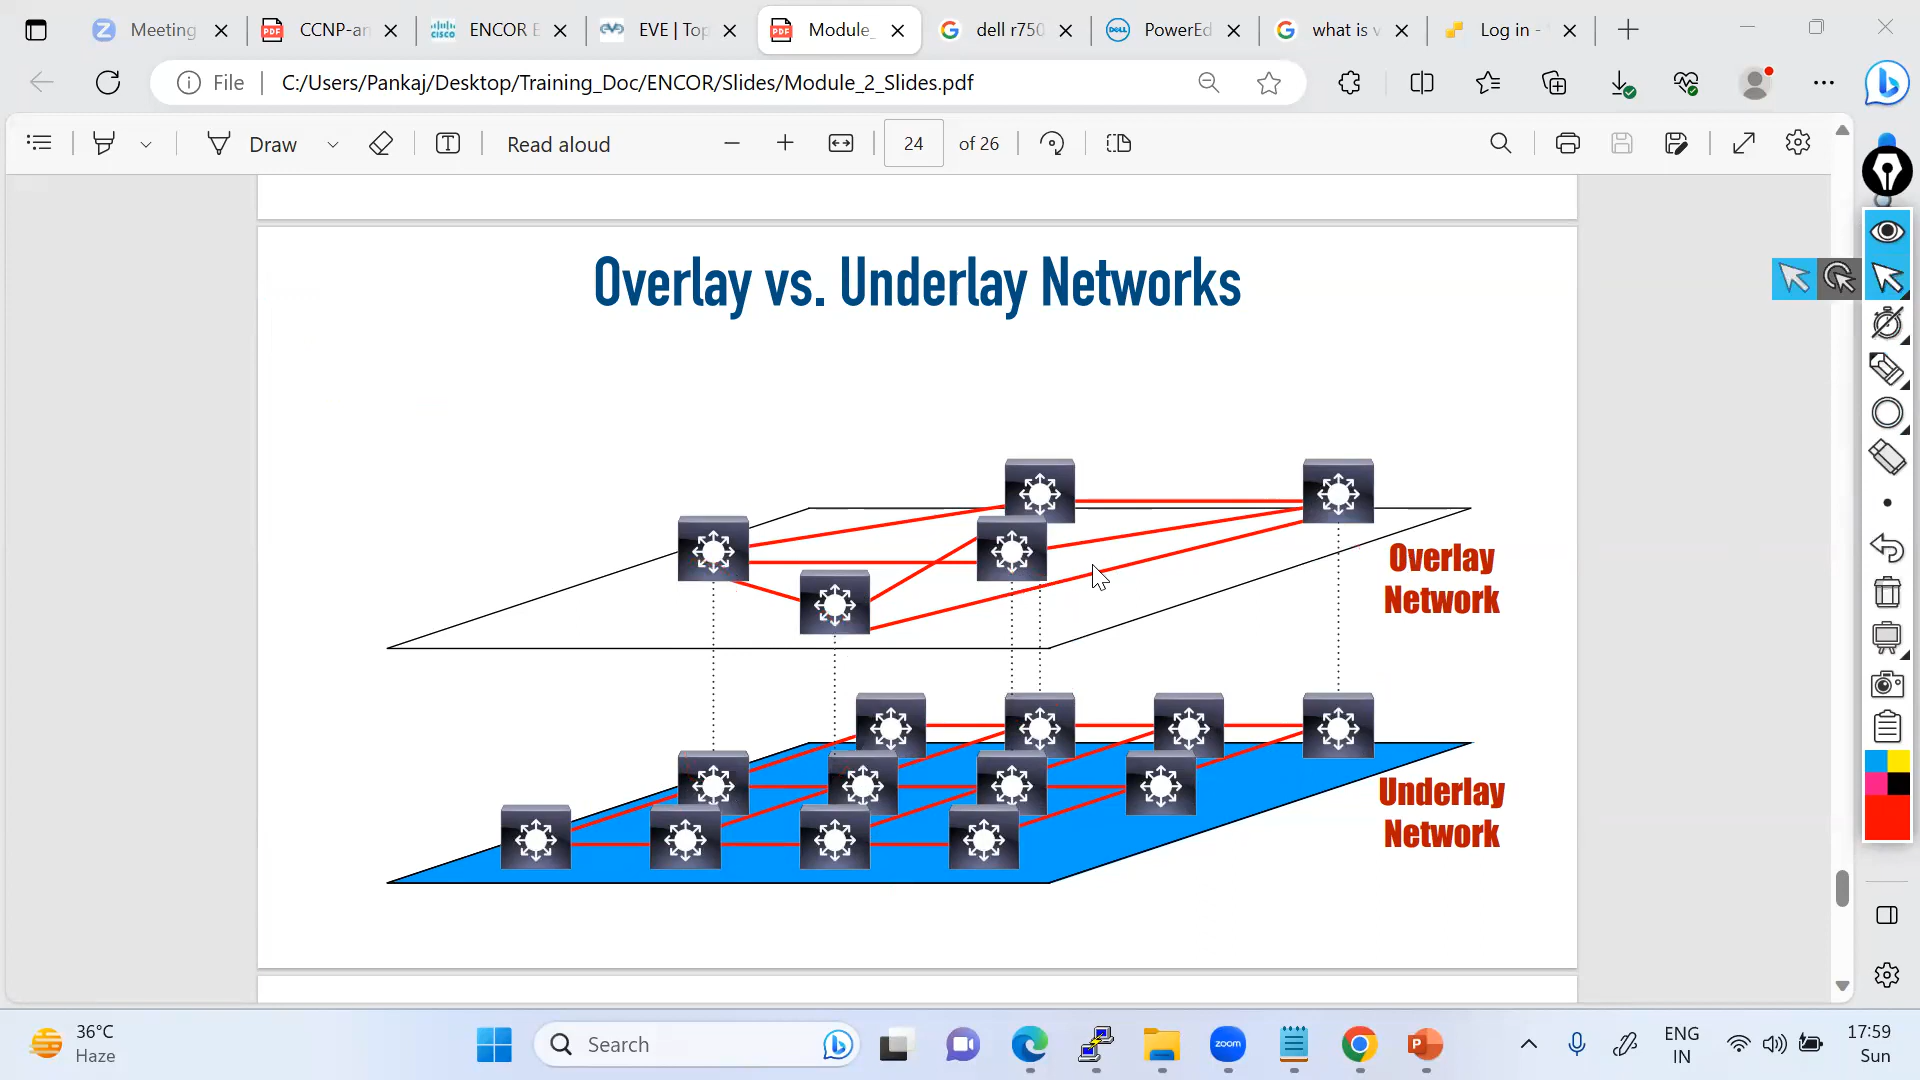 Meeting
CCNP-an
ENCOR E
EVE | Top
Module_
dell r750
PowerEd
what is v
Log in -
File
C:/Users/Pankaj/Desktop/Training_Doc/ENCOR/Slides/Module_2_Slides.pdf
Draw
Read aloud
24
of 26
Overlay vs. Underlay Networks
Overlay
Network
Underlay
Network
36°C
Haze
Search
zoom
ENG
IN
17:59
Sun